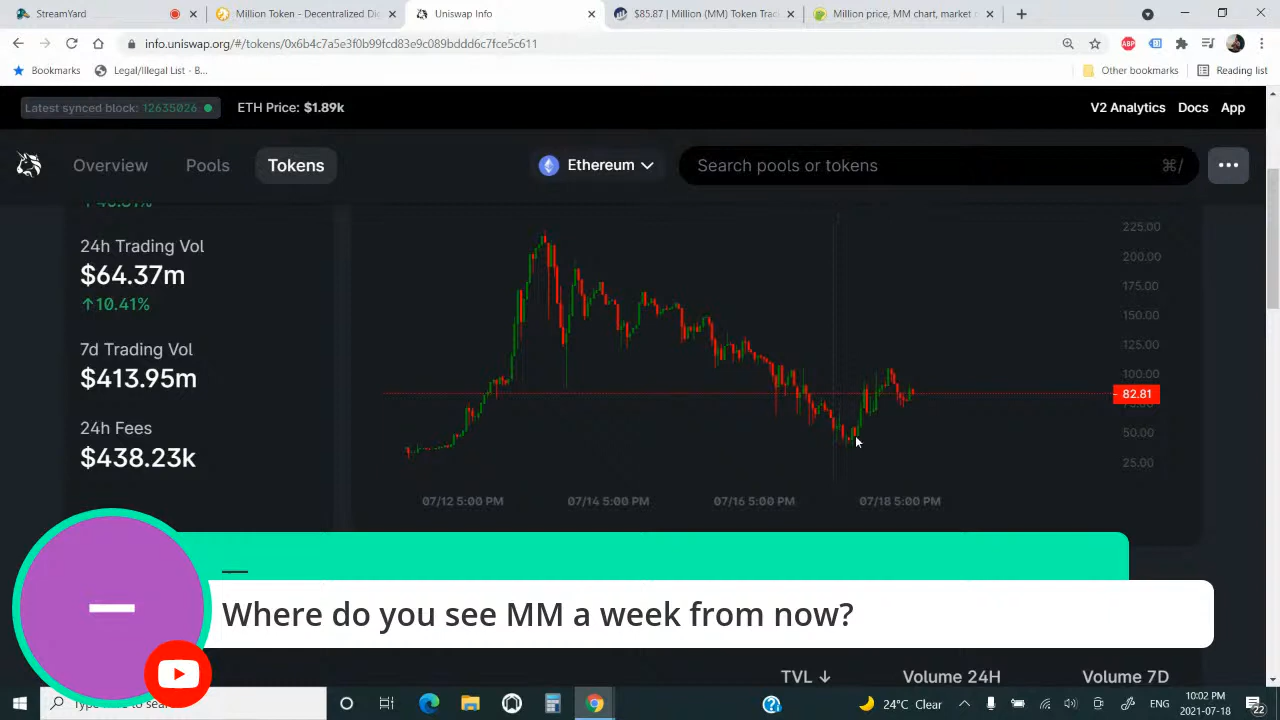 StreamYard
Million Tokens - Decentralized Di
Uniswap Info
$85.87 | Million (MM) Token Trad
Million price, MM chart, market c
info.uniswap.org/#/tokens/0x6b4c7a5e3f0b99fcd83e9c089bddd6c7fce5c611
Bookmarks
Legal/Illegal List - B...
Other bookmarks
Reading list
Latest synced block: 12635026
ETH Price: $1.89k
V2 Analytics
Docs
App
Overview
Pools
Tokens
Ethereum
Search pools or tokens
⌘/
24h Trading Vol
$64.37m
↑10.41%
7d Trading Vol
$413.95m
24h Fees
$438.23k
225.00
200.00
175.00
150.00
125.00
100.00
82.81
50.00
25.00
07/12 5:00 PM
07/14 5:00 PM
07/16 5:00 PM
07/18 5:00 PM
Where do you see MM a week from now?
TVL ↓
Volume 24H
Volume 7D
24°C Clear
ENG
10:02 PM
2021-07-18
22